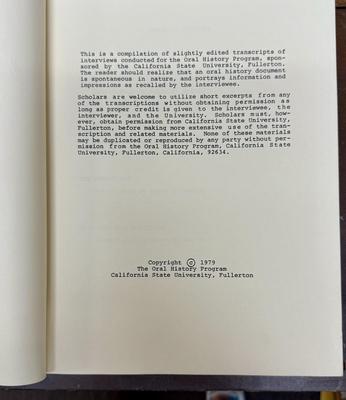 This is a compilation of slightly edited transcripts of
interviews conducted for the Oral History Program, spon-
sored by the California State University, Fullerton.
The reader should realize that an oral history document
is spontaneous in nature, and portrays information and
impressions as recalled by the interviewee.
Scholars are welcome to utilize short excerpts from any
of the transcriptions without obtaining permission as
long as proper credit is given to the interviewee, the
interviewer, and the University. Scholars must, how-
ever, obtain permission from California State University,
Fullerton, before making more extensive use of the tran-
scription and related materials. None of these materials
may be duplicated or reproduced by any party without per-
mission from the Oral History Program, California State
University, Fullerton, California, 92634.
Copyright © 1979
The Oral History Program
California State University, Fullerton